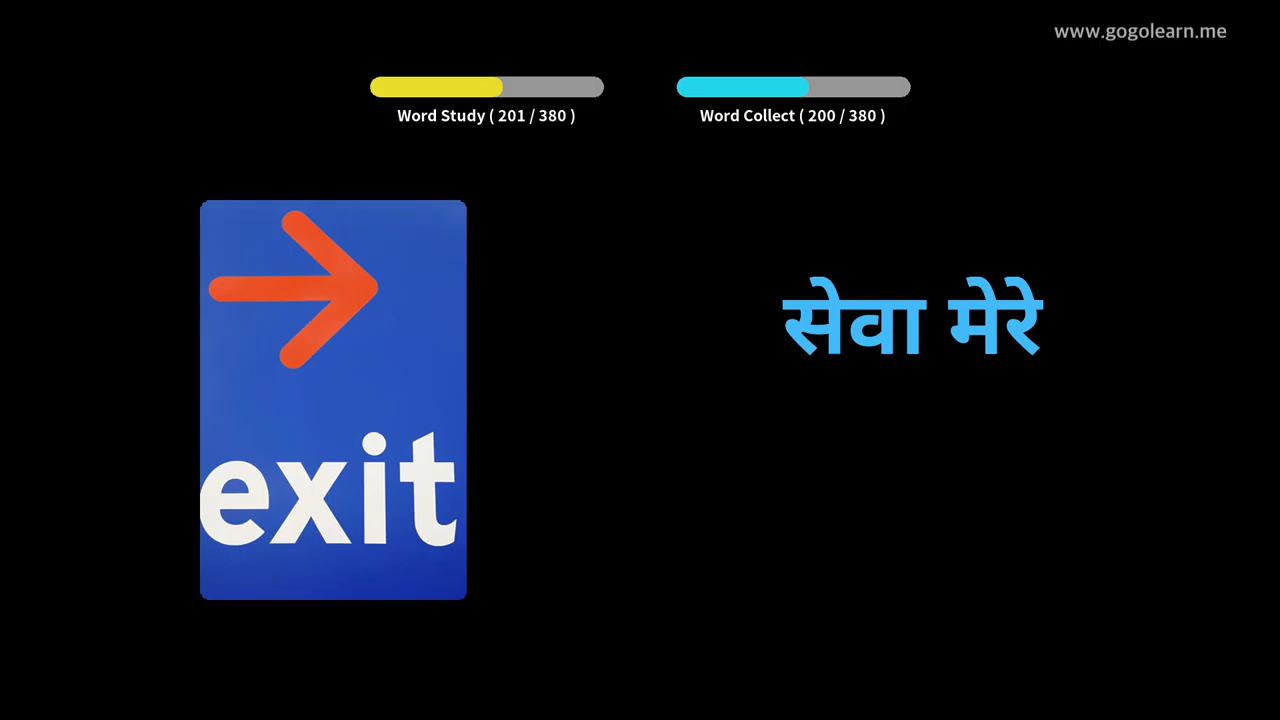 www.gogolearn.me
Word Study ( 201 / 380 )
Word Collect ( 200 / 380 )
सेवा मेरे
exit